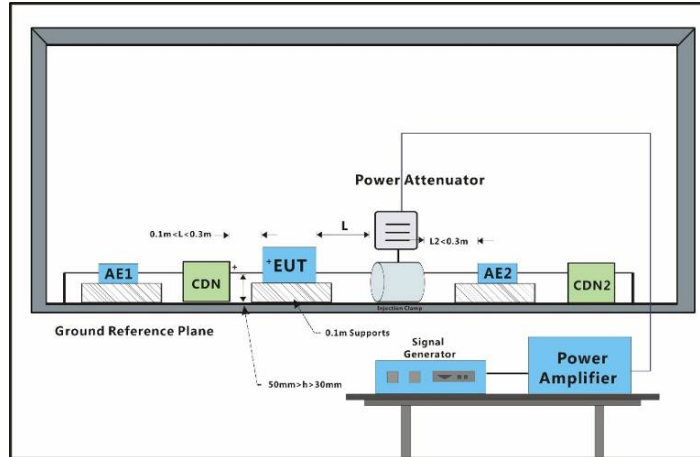 Power Attenuator
0.1m<L<0.3m
L
L2<0.3m
AE1
CDN
+
+EUT
AE2
CDN2
Injection Clamp
Ground Reference Plane
0.1m Supports
50mm>h>30mm
Signal
Generator
Power
Amplifier